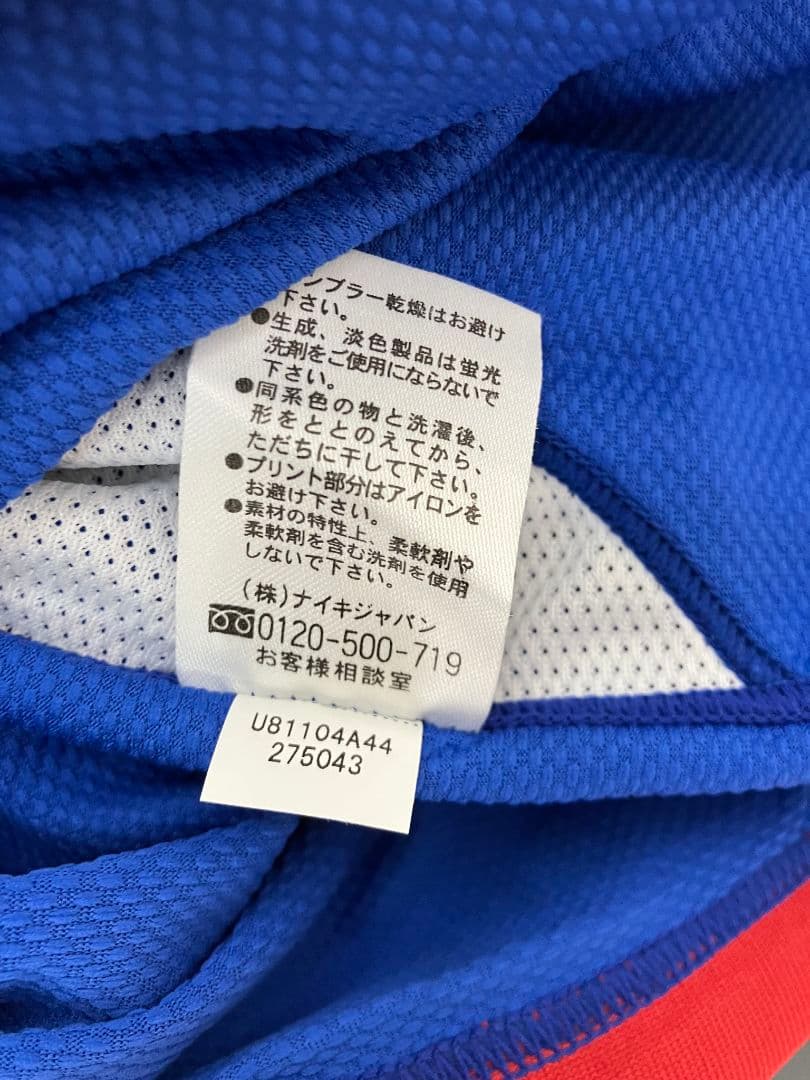 ンブラー乾燥はお避け
下さい。
●生成、淡色製品は蛍光
洗剤をご使用にならないで
下さい。
●同系色の物と洗濯後、
形をととのえてから、
ただちに干して下さい。
●プリント部分はアイロンを
お避け下さい。
●素材の特性上、柔軟剤や
柔軟剤を含む洗剤を使用
しないで下さい。
(株)ナイキジャパン
0120-500-719
お客様相談室
U81104A44
275043